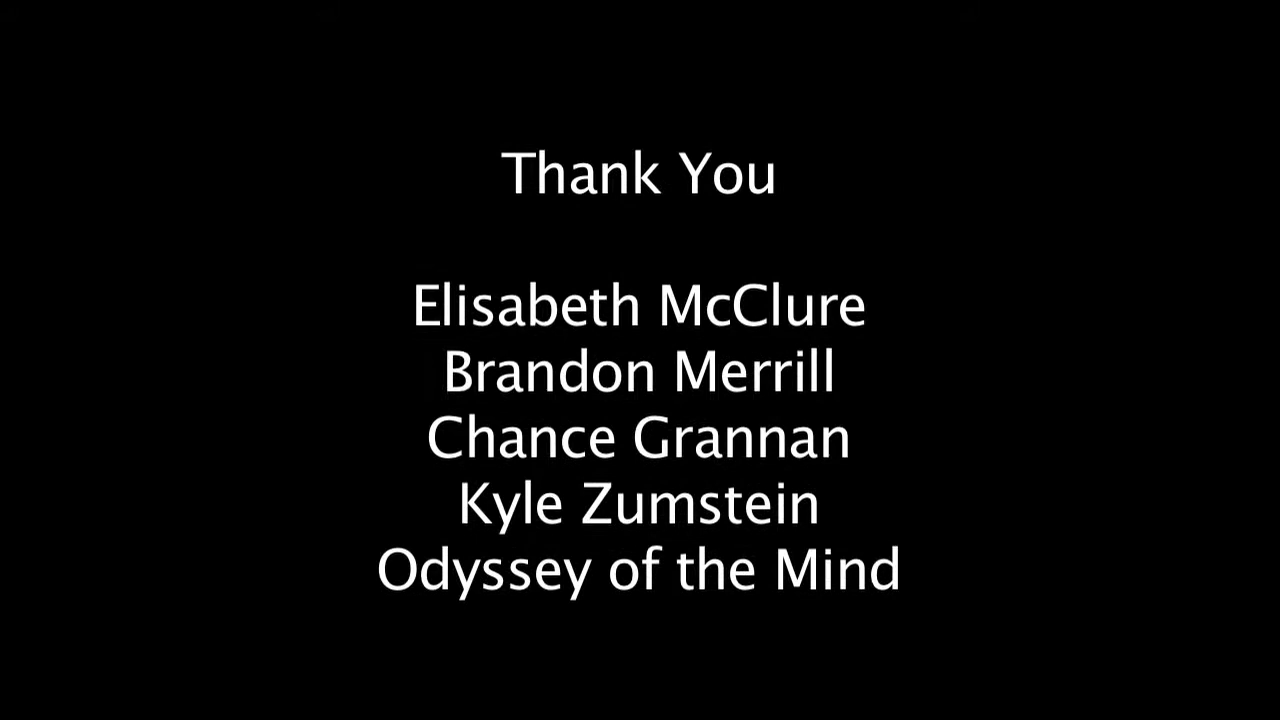 Thank You
Elisabeth McClure
Brandon Merrill
Chance Grannan
Kyle Zumstein
Odyssey of the Mind